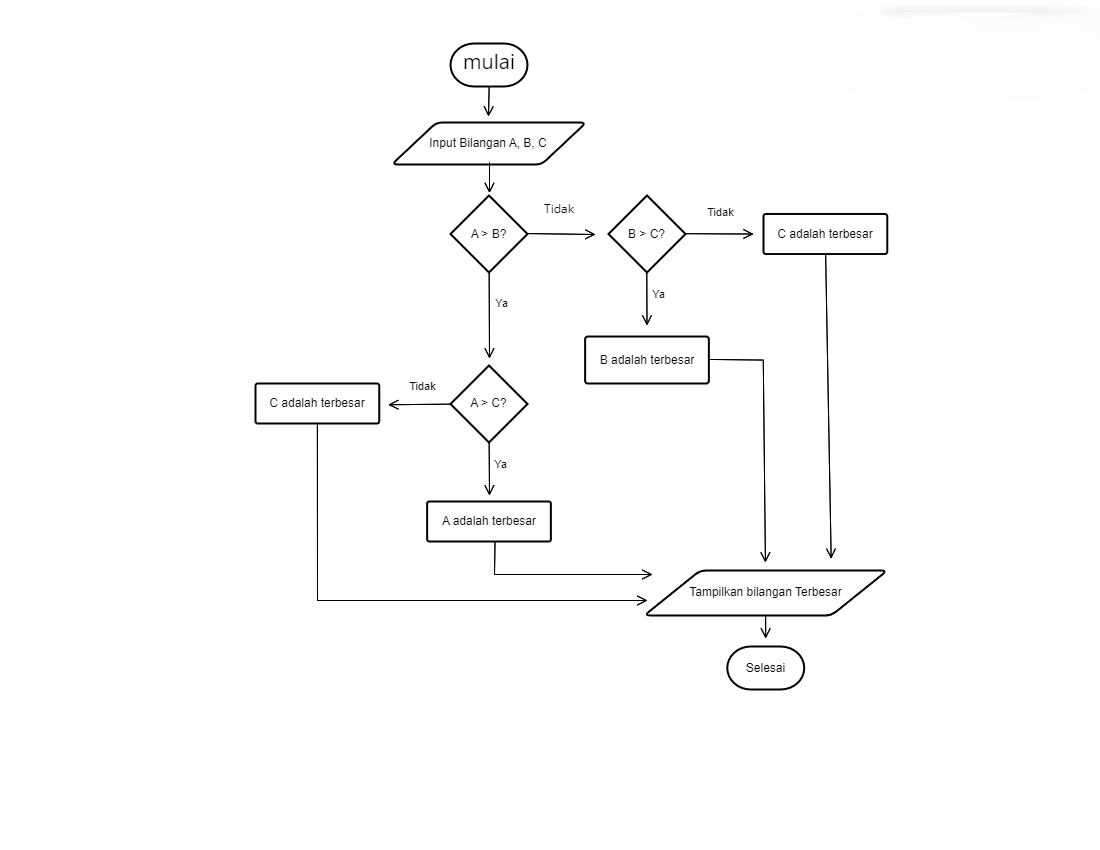 mulai
Input Bilangan A, B, C
A > B?
Tidak
B > C?
Tidak
C adalah terbesar
Ya
Ya
B adalah terbesar
C adalah terbesar
Tidak
A > C?
Ya
A adalah terbesar
Tampilkan bilangan Terbesar
Selesai